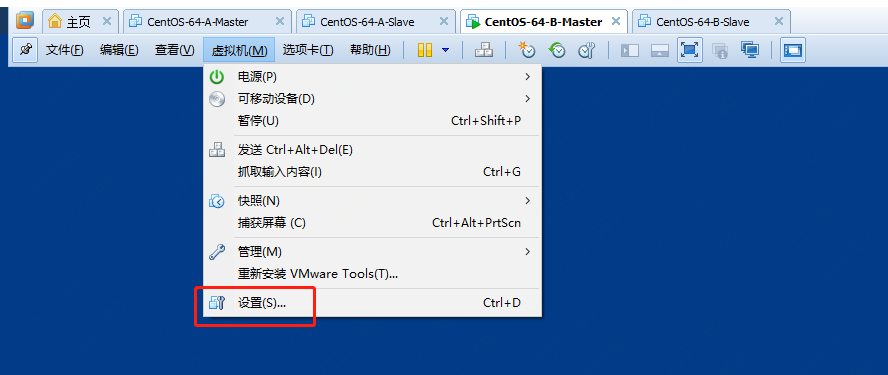 主页 CentOS-64-A-Master CentOS-64-A-Slave CentOS-64-B-Master CentOS-64-B-Slave
文件(F) 编辑(E) 查看(V) 虚拟机(M) 选项卡(T) 帮助(H)
电源(P)
可移动设备(D)
暂停(U) Ctrl+Shift+P
发送 Ctrl+Alt+Del(E)
抓取输入内容(I) Ctrl+G
快照(N)
捕获屏幕 (C) Ctrl+Alt+PrtScn
管理(M)
重新安装 VMware Tools(T)...
设置(S)... Ctrl+D